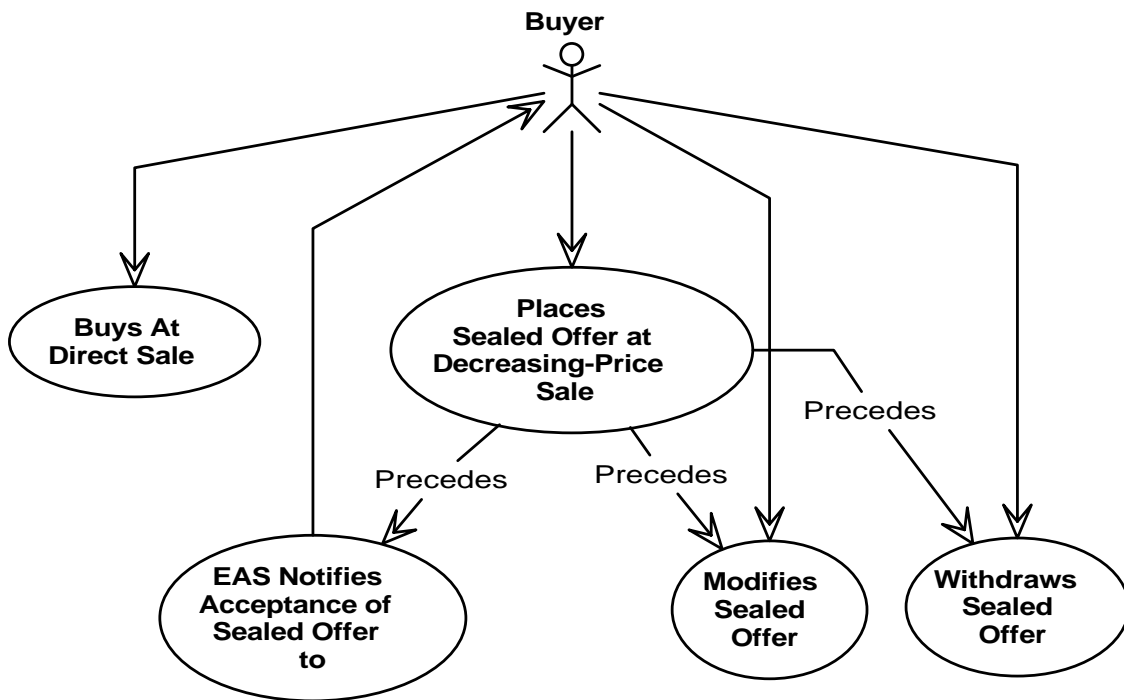 Buyer
Buys At
Direct Sale
Places
Sealed Offer at
Decreasing-Price
Sale
Precedes
Precedes
Precedes
EAS Notifies
Acceptance of
Sealed Offer
to
Modifies
Sealed
Offer
Withdraws
Sealed
Offer